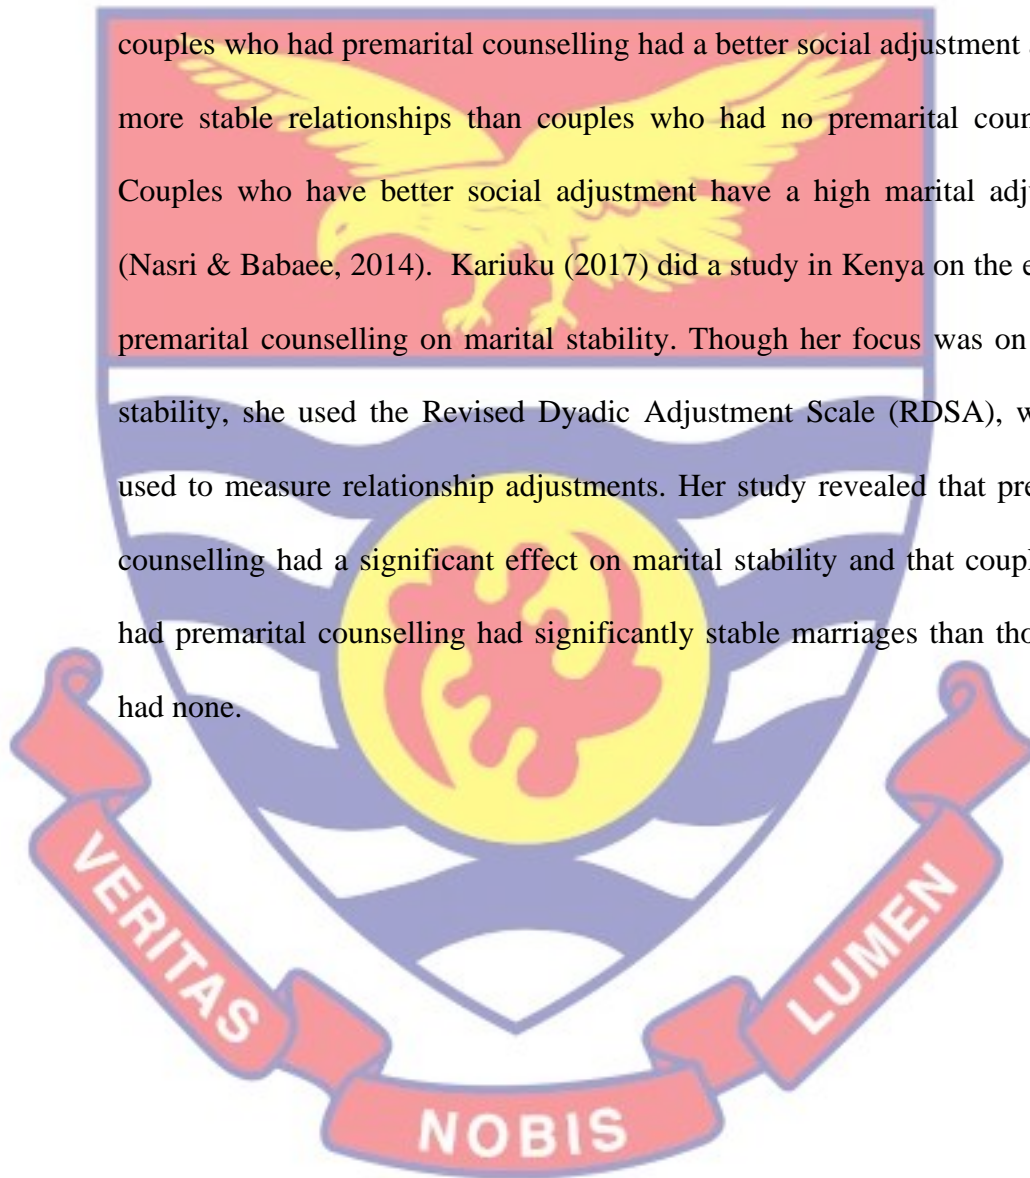 couples who had premarital counselling had a better social adjustment
more stable relationships than couples who had no premarital coun
Couples who have better social adjustment have a high marital adj
(Nasri & Babaee, 2014). Kariuku (2017) did a study in Kenya on the e
premarital counselling on marital stability. Though her focus was on
stability, she used the Revised Dyadic Adjustment Scale (RDSA), w
used to measure relationship adjustments. Her study revealed that pre
counselling had a significant effect on marital stability and that coupl
had premarital counselling had significantly stable marriages than tho
had none.
VERITAS
NOBIS
LUMEN